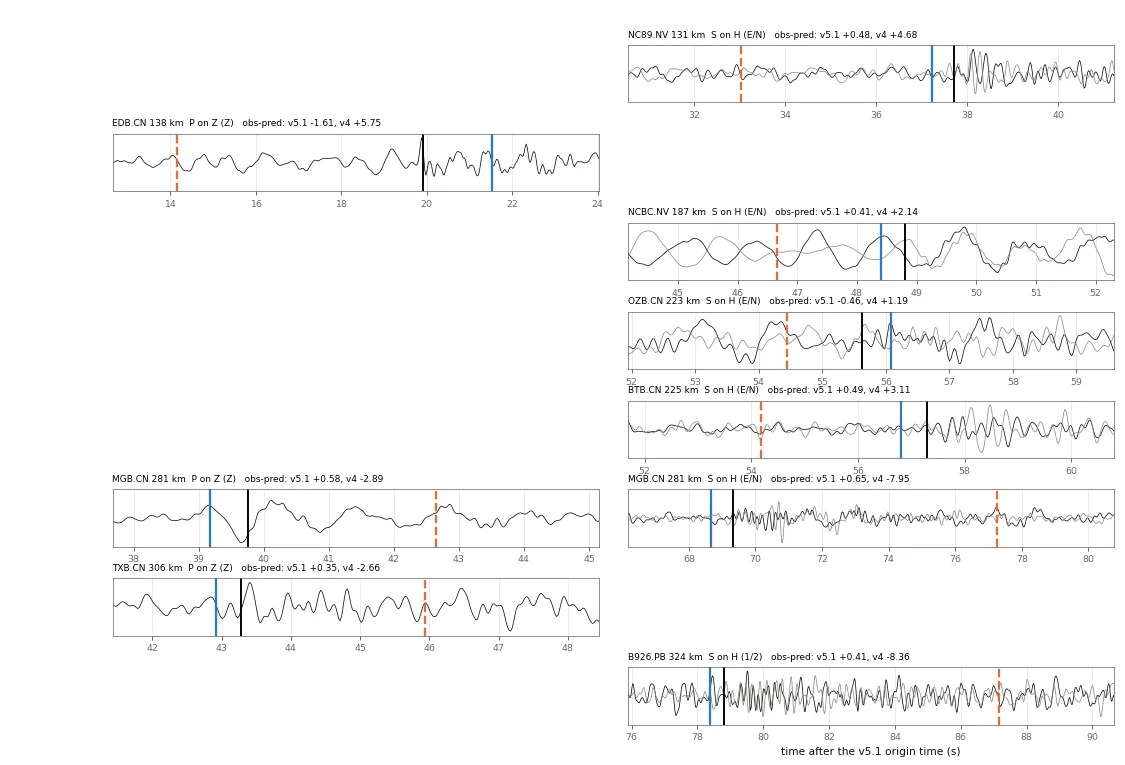 NC89.NV 131 km  S on H (E/N)   obs-pred: v5.1 +0.48, v4 +4.68
32 34 36 38 40
EDB.CN 138 km  P on Z (Z)   obs-pred: v5.1 -1.61, v4 +5.75
14 16 18 20 22 24
NCBC.NV 187 km  S on H (E/N)   obs-pred: v5.1 +0.41, v4 +2.14
45 46 47 48 49 50 51 52
OZB.CN 223 km  S on H (E/N)   obs-pred: v5.1 -0.46, v4 +1.19
52 53 54 55 56 57 58 59
BTB.CN 225 km  S on H (E/N)   obs-pred: v5.1 +0.49, v4 +3.11
52 54 56 58 60
MGB.CN 281 km  P on Z (Z)   obs-pred: v5.1 +0.58, v4 -2.89
38 39 40 41 42 43 44 45
MGB.CN 281 km  S on H (E/N)   obs-pred: v5.1 +0.65, v4 -7.95
68 70 72 74 76 78 80
TXB.CN 306 km  P on Z (Z)   obs-pred: v5.1 +0.35, v4 -2.66
42 43 44 45 46 47 48
B926.PB 324 km  S on H (1/2)   obs-pred: v5.1 +0.41, v4 -8.36
76 78 80 82 84 86 88 90
time after the v5.1 origin time (s)